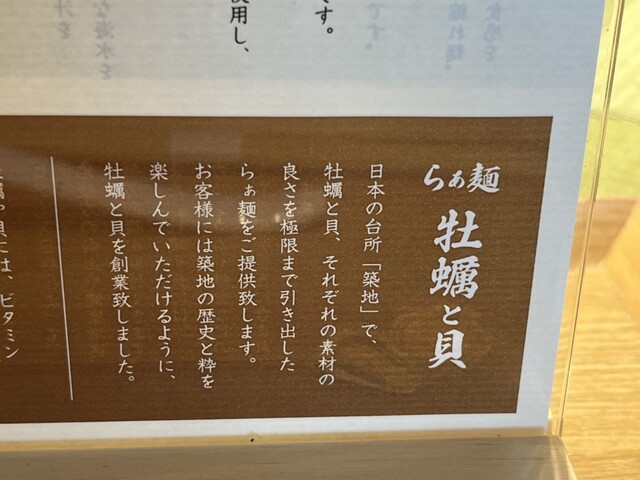 です。
使用し、
らぁ麺
牡蠣と貝
日本の台所「築地」で、
牡蠣と貝、それぞれの素材の
良さを極限まで引き出した
らぁ麺をご提供致します。
お客様には築地の歴史と粋を
楽しんでいただけるように、
牡蠣と貝を創業致しました。
には、ビタミン